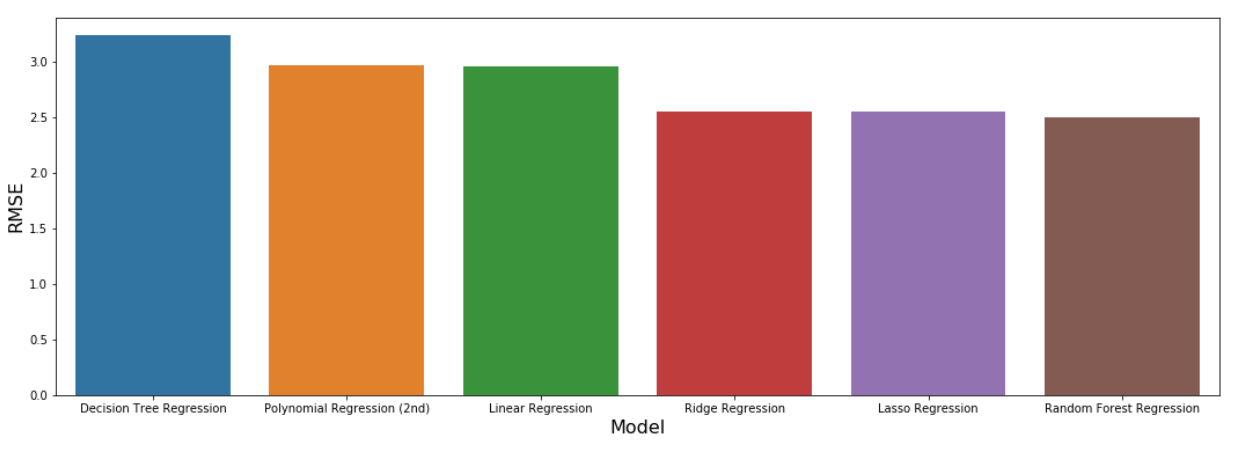 3.0
2.5
2.0
1.5
1.0
0.5
0.0
RMSE
Decision Tree Regression
Polynomial Regression (2nd)
Linear Regression
Ridge Regression
Lasso Regression
Random Forest Regression
Model